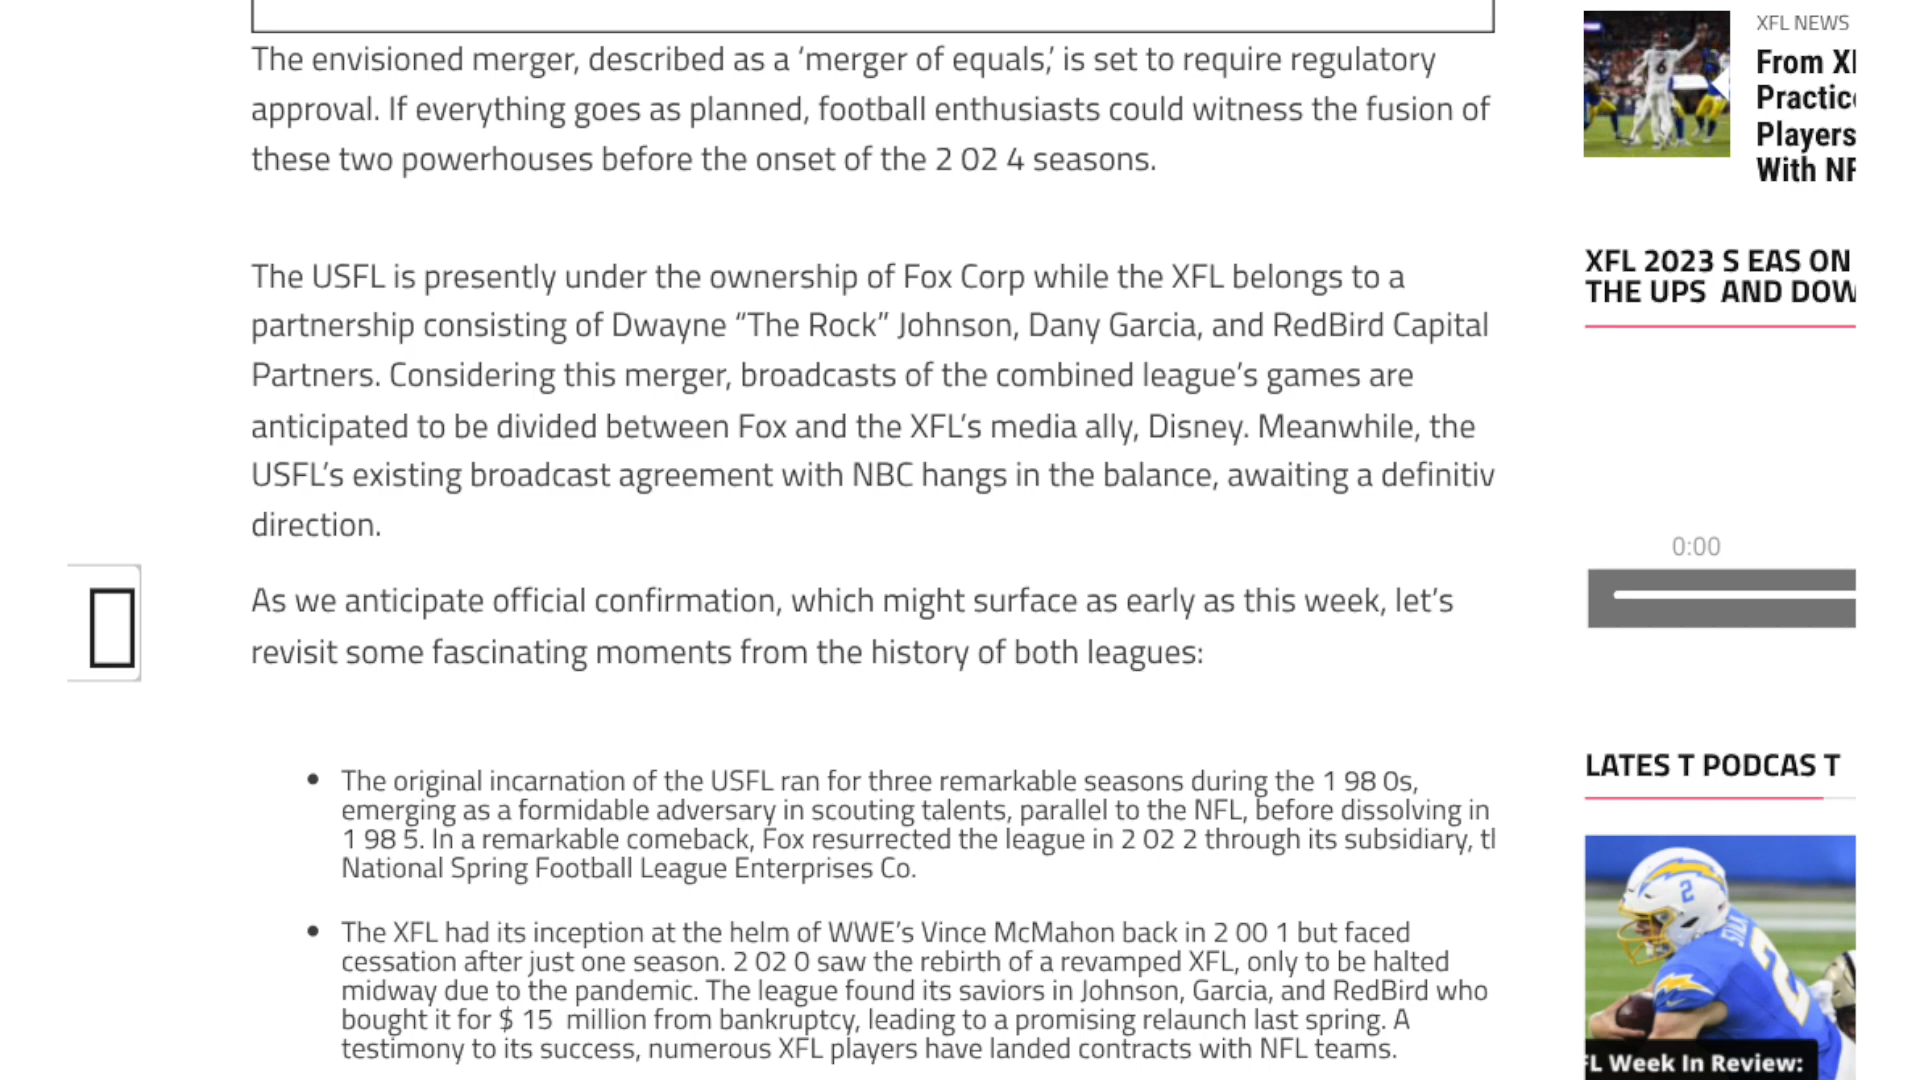 The envisioned merger, described as a ‘merger of equals,’ is set to require regulatory
approval. If everything goes as planned, football enthusiasts could witness the fusion of
these two powerhouses before the onset of the 2 02 4 seasons.
The USFL is presently under the ownership of Fox Corp while the XFL belongs to a
partnership consisting of Dwayne “The Rock” Johnson, Dany Garcia, and RedBird Capital
Partners. Considering this merger, broadcasts of the combined league’s games are
anticipated to be divided between Fox and the XFL’s media ally, Disney. Meanwhile, the
USFL’s existing broadcast agreement with NBC hangs in the balance, awaiting a definitiv
direction.
As we anticipate official confirmation, which might surface as early as this week, let’s
revisit some fascinating moments from the history of both leagues:
• The original incarnation of the USFL ran for three remarkable seasons during the 1 98 0s,
emerging as a formidable adversary in scouting talents, parallel to the NFL, before dissolving in
1 98 5. In a remarkable comeback, Fox resurrected the league in 2 02 2 through its subsidiary, tl
National Spring Football League Enterprises Co.
• The XFL had its inception at the helm of WWE’s Vince McMahon back in 2 00 1 but faced
cessation after just one season. 2 02 0 saw the rebirth of a revamped XFL, only to be halted
midway due to the pandemic. The league found its saviors in Johnson, Garcia, and RedBird who
bought it for $ 15 million from bankruptcy, leading to a promising relaunch last spring. A
testimony to its success, numerous XFL players have landed contracts with NFL teams.
XFL NEWS
From XI
Practic
Players
With NF
XFL 2023 S EAS ON
THE UPS AND DOW
0:00
LATES T PODCAS T
2
2
FL Week In Review: